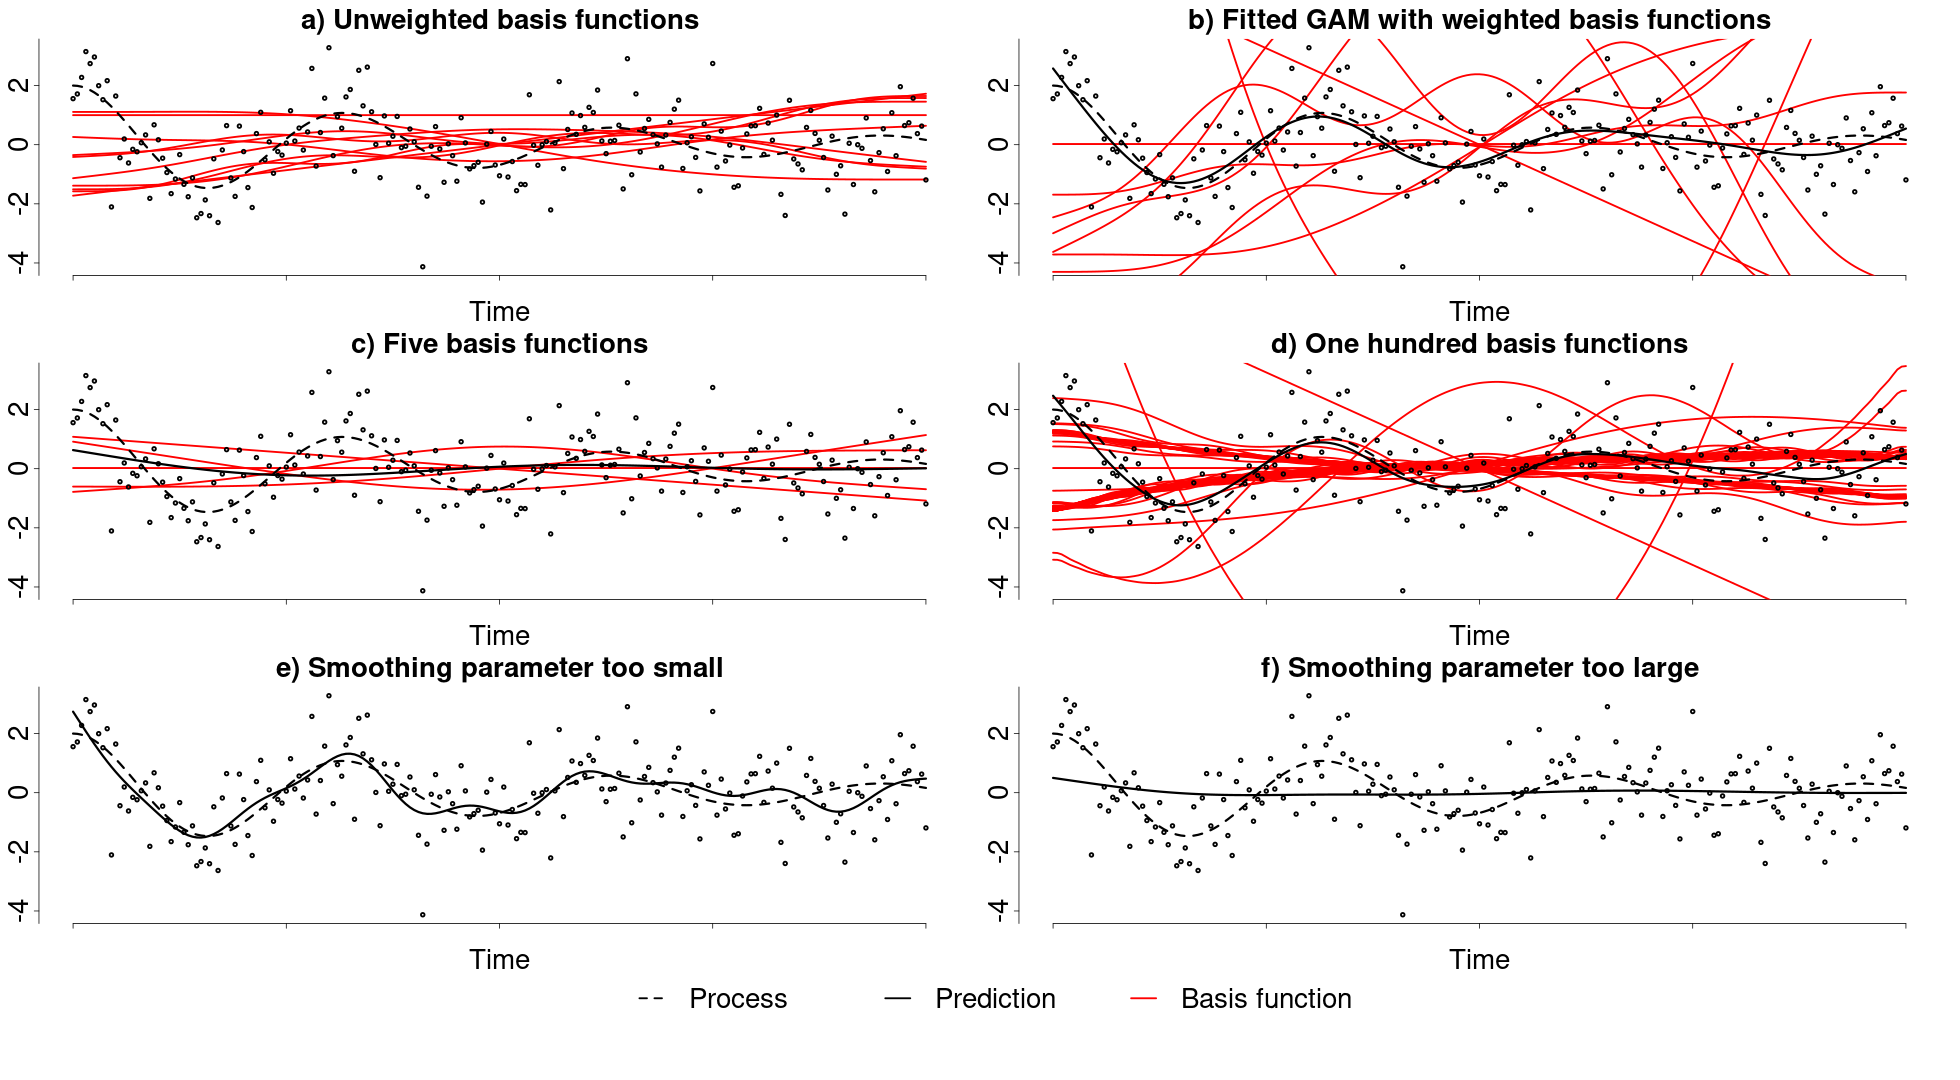 a) Unweighted basis functions
2
0
-2
-4
Time
b) Fitted GAM with weighted basis functions
2
0
-2
-4
Time
c) Five basis functions
2
0
-2
-4
Time
d) One hundred basis functions
2
0
-2
-4
Time
e) Smoothing parameter too small
2
0
-2
-4
Time
f) Smoothing parameter too large
2
0
-2
-4
Time
Process Prediction Basis function